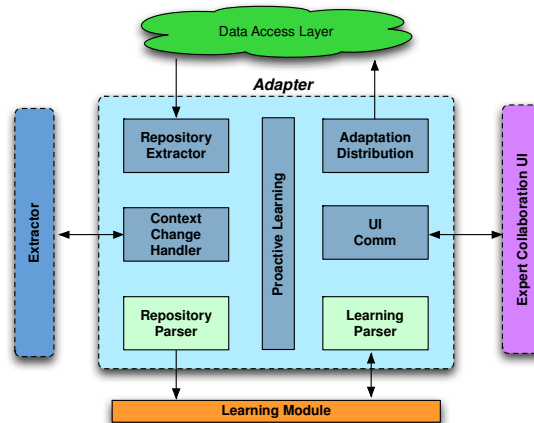 Data Access Layer
Adapter
Repository
Extractor
Adaptation
Distribution
Proactive Learning
Extractor
Context
Change
Handler
UI
Comm
Expert Collaboration UI
Repository
Parser
Learning
Parser
Learning Module